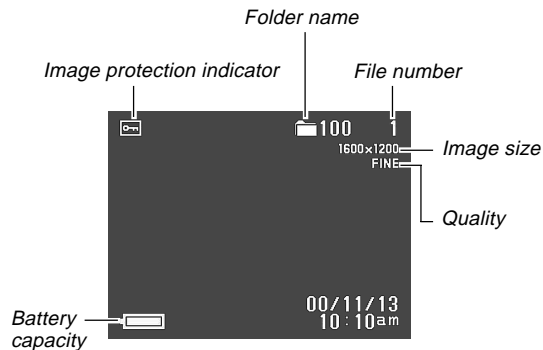 Folder name
Image protection indicator
File number
100 1
1600×1200
Image size
FINE
Quality
00/11/13
10:10am
Battery
capacity